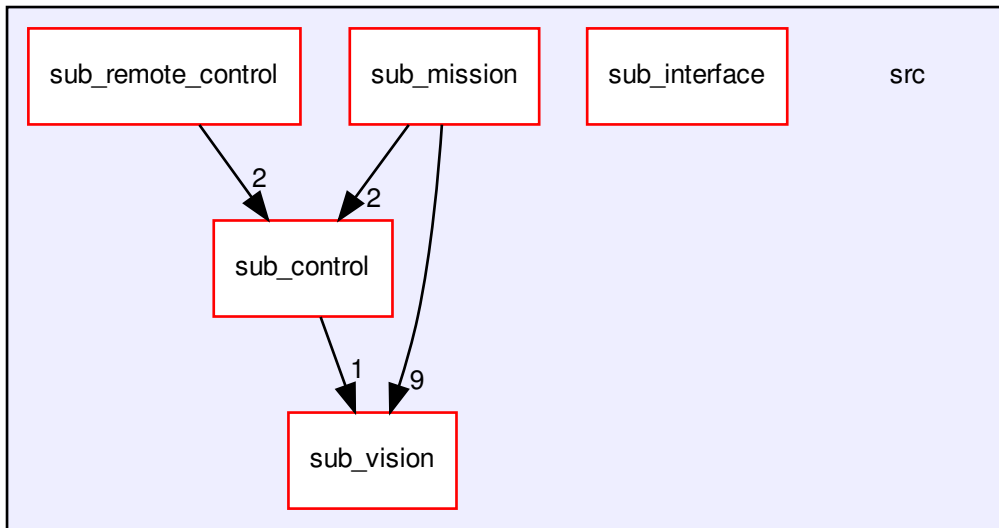 sub_remote_control
sub_mission
sub_interface
src
2
2
sub_control
1
9
sub_vision